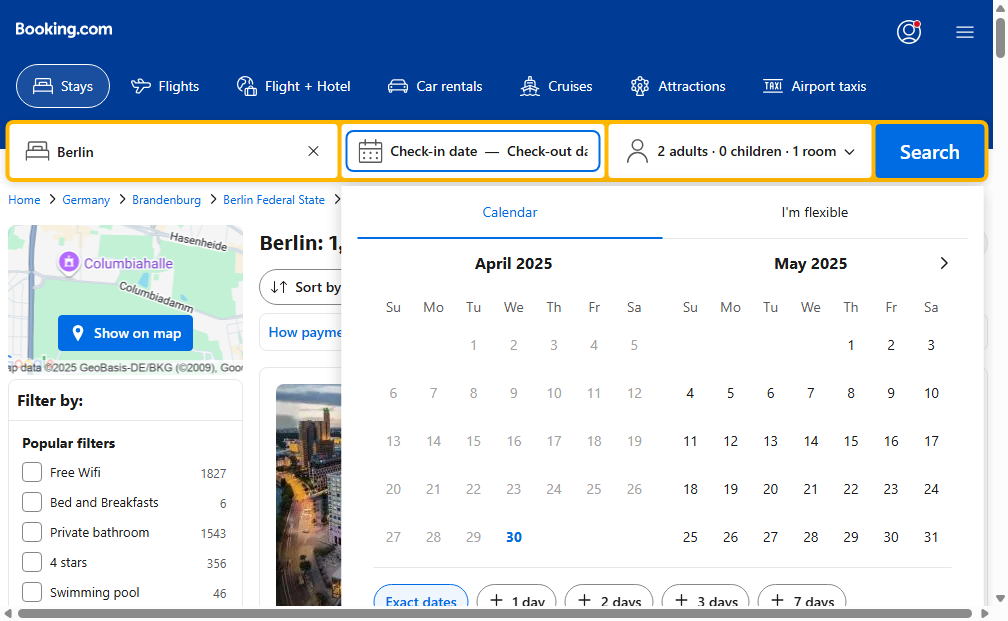 Booking.com
Stays
Flights
Flight + Hotel
Car rentals
Cruises
Attractions
TAXI
Airport taxis
Berlin
Check-in date — Check-out da
2 adults · 0 children · 1 room
Search
Home > Germany > Brandenburg > Berlin Federal State >
Calendar
I'm flexible
Hasenheide
Columbiahalle
Columbiadamm
Show on map
ap data ©2025 GeoBasis-DE/BKG (©2009), Goo
Berlin: 1,
Sort by
How payme
Filter by:
Popular filters
Free Wifi 1827
Bed and Breakfasts 6
Private bathroom 1543
4 stars 356
Swimming pool 46
April 2025
Su Mo Tu We Th Fr Sa
1 2 3 4 5
6 7 8 9 10 11 12
13 14 15 16 17 18 19
20 21 22 23 24 25 26
27 28 29 30
May 2025
Su Mo Tu We Th Fr Sa
1 2 3
4 5 6 7 8 9 10
11 12 13 14 15 16 17
18 19 20 21 22 23 24
25 26 27 28 29 30 31
Exact dates
+ 1 day
+ 2 days
+ 3 days
+ 7 days